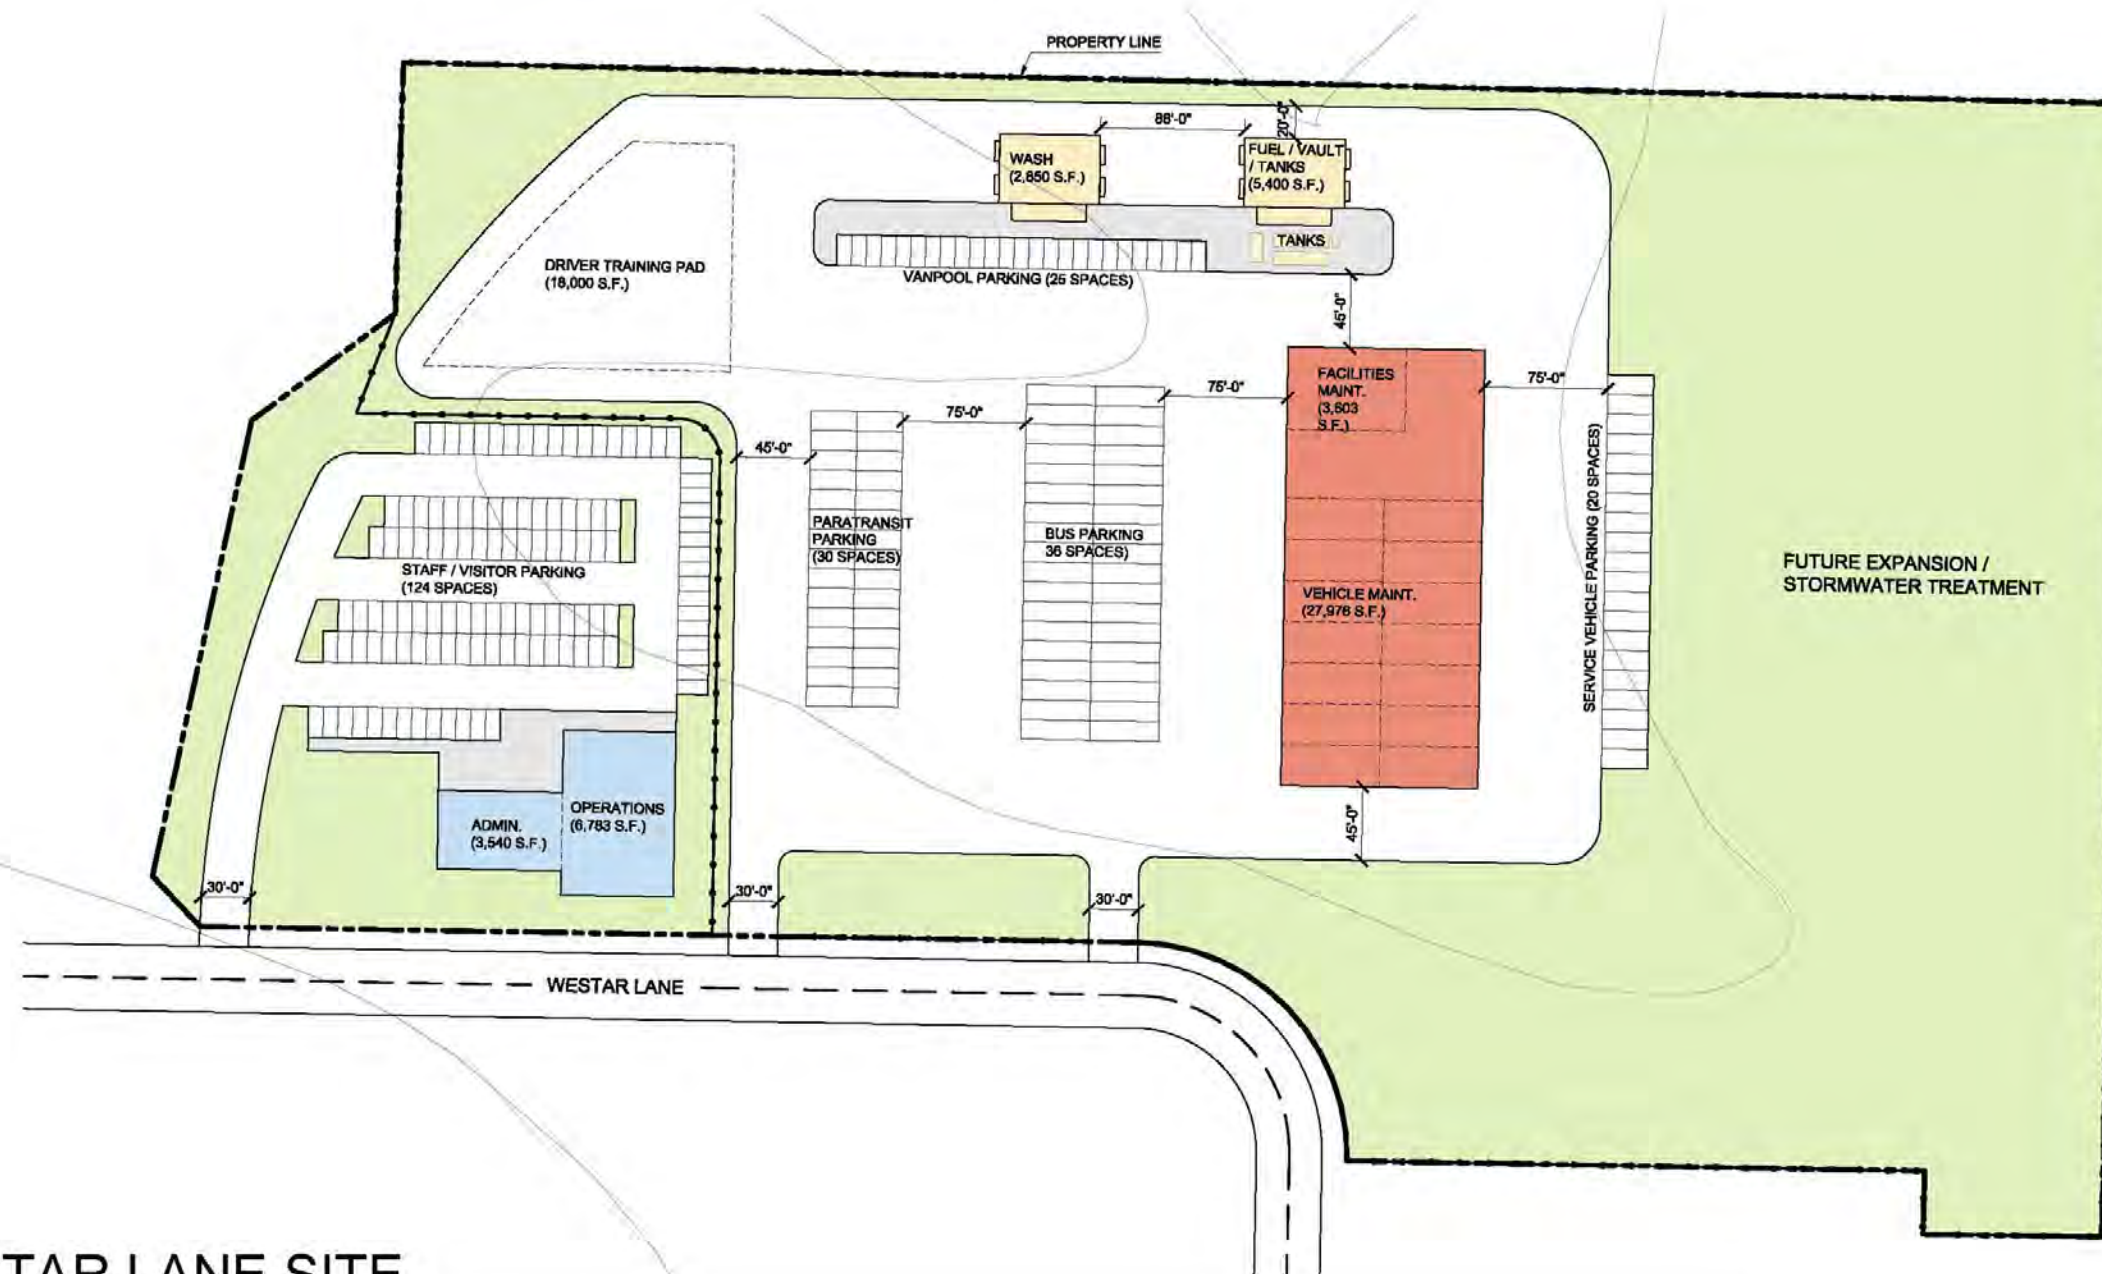 PROPERTY LINE
20'-0"
WASH
(2,650 S.F.)
FUEL / VAULT
/ TANKS
(5,400 S.F.)
TANKS
VANPOOL PARKING (25 SPACES)
DRIVER TRAINING PAD
(18,000 S.F.)
45'-0"
FACILITIES
MAINT.
(3,603
S.F.)
75'-0"
75'-0"
75'-0"
45'-0"
PARATRANSIT
PARKING
(30 SPACES)
BUS PARKING
36 SPACES)
SERVICE VEHICLE PARKING (20 SPACES)
FUTURE EXPANSION /
STORMWATER TREATMENT
STAFF / VISITOR PARKING
(124 SPACES)
VEHICLE MAINT.
(27,976 S.F.)
OPERATIONS
(6,783 S.F.)
ADMIN.
(3,540 S.F.)
45'-0"
30'-0"
30'-0"
30'-0"
WESTAR LANE
TAR LANE SITE